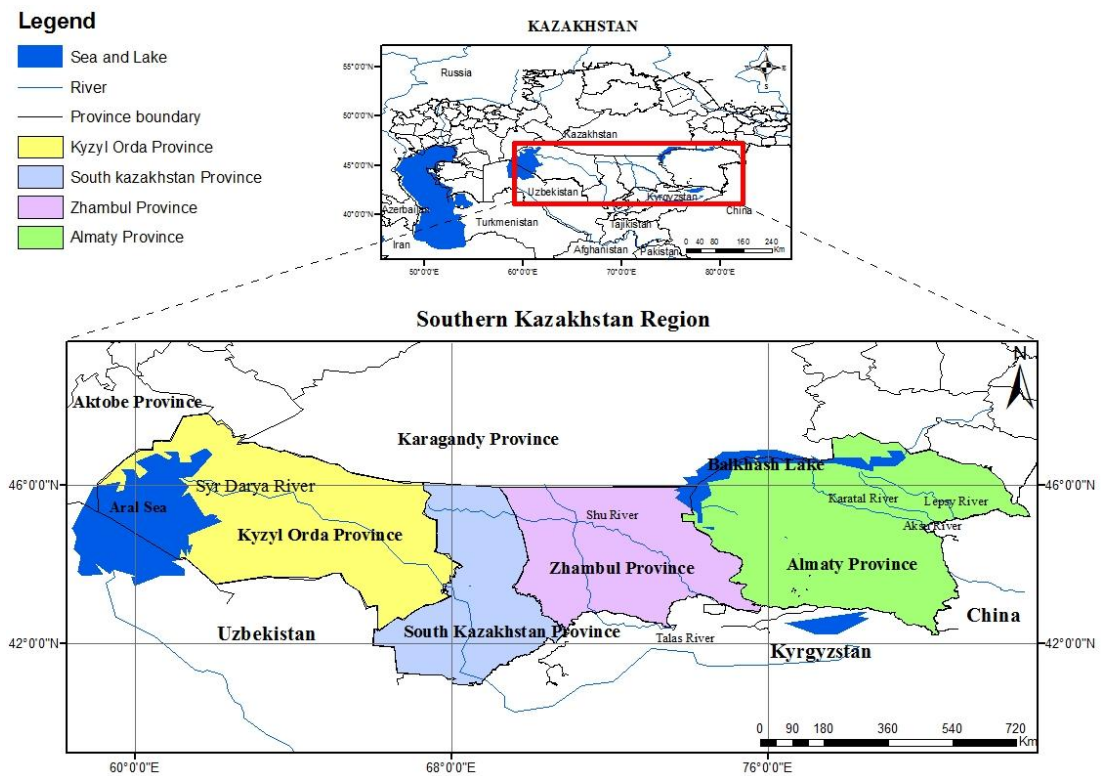 Legend
Sea and Lake
River
Province boundary
Kyzyl Orda Province
South kazakhstan Province
Zhambul Province
Almaty Province
KAZAKHSTAN
N
E
S
55°0'0"N
50°0'0"N
45°0'0"N
40°0'0"N
Russia
Kazakhstan
Uzbekistan
Kyrgyzstan
China
Azerbaijan
Turkmenistan
Tajikistan
Iran
Afghanistan
Pakistan
0 40 80 160 240
Km
50°0'0"E 60°0'0"E 70°0'0"E 80°0'0"E
Southern Kazakhstan Region
N
Aktobe Province
Karagandy Province
Balkhash Lake
46°0'0"N
46°0'0"N
Syr Darya River
Aral Sea
Karatal River
Lepsy River
Shu River
Aksu River
Kyzyl Orda Province
Zhambul Province
Almaty Province
China
Uzbekistan
South Kazakhstan Province
Talas River
42°0'0"N
42°0'0"N
Kyrgyzstan
0 90 180 360 540 720
Km
60°0'0"E 68°0'0"E 76°0'0"E